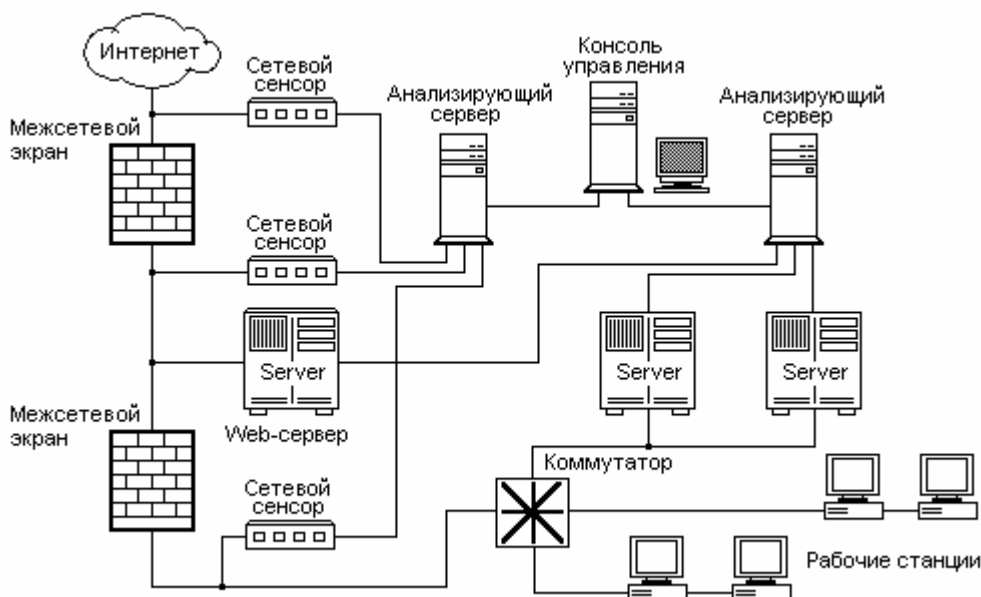 Интернет
Сетевой
сенсор
Консоль
управления
Анализирующий
сервер
Анализирующий
сервер
Межсетевой
экран
Сетевой
сенсор
Server
Server
Server
Web-сервер
Межсетевой
экран
Коммутатор
Сетевой
сенсор
Рабочие станции